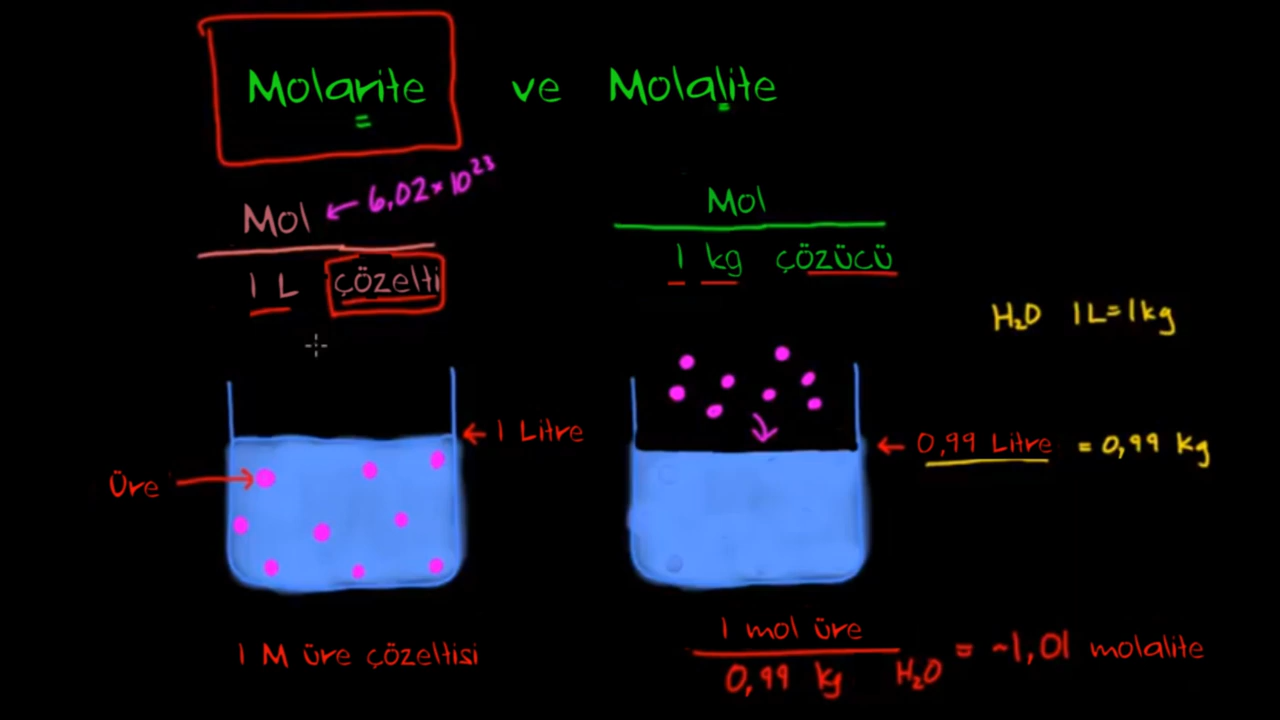 Molarite ve Molalite
Mol ← 6,02 × 10²³
1 L çözelti
Mol
1 kg çözücü
H₂O 1L = 1kg
← 1 Litre
Üre →
← 0,99 Litre = 0,99 kg
1 M üre çözeltisi
1 mol üre
0,99 kg H₂O = ~1,01 molalite